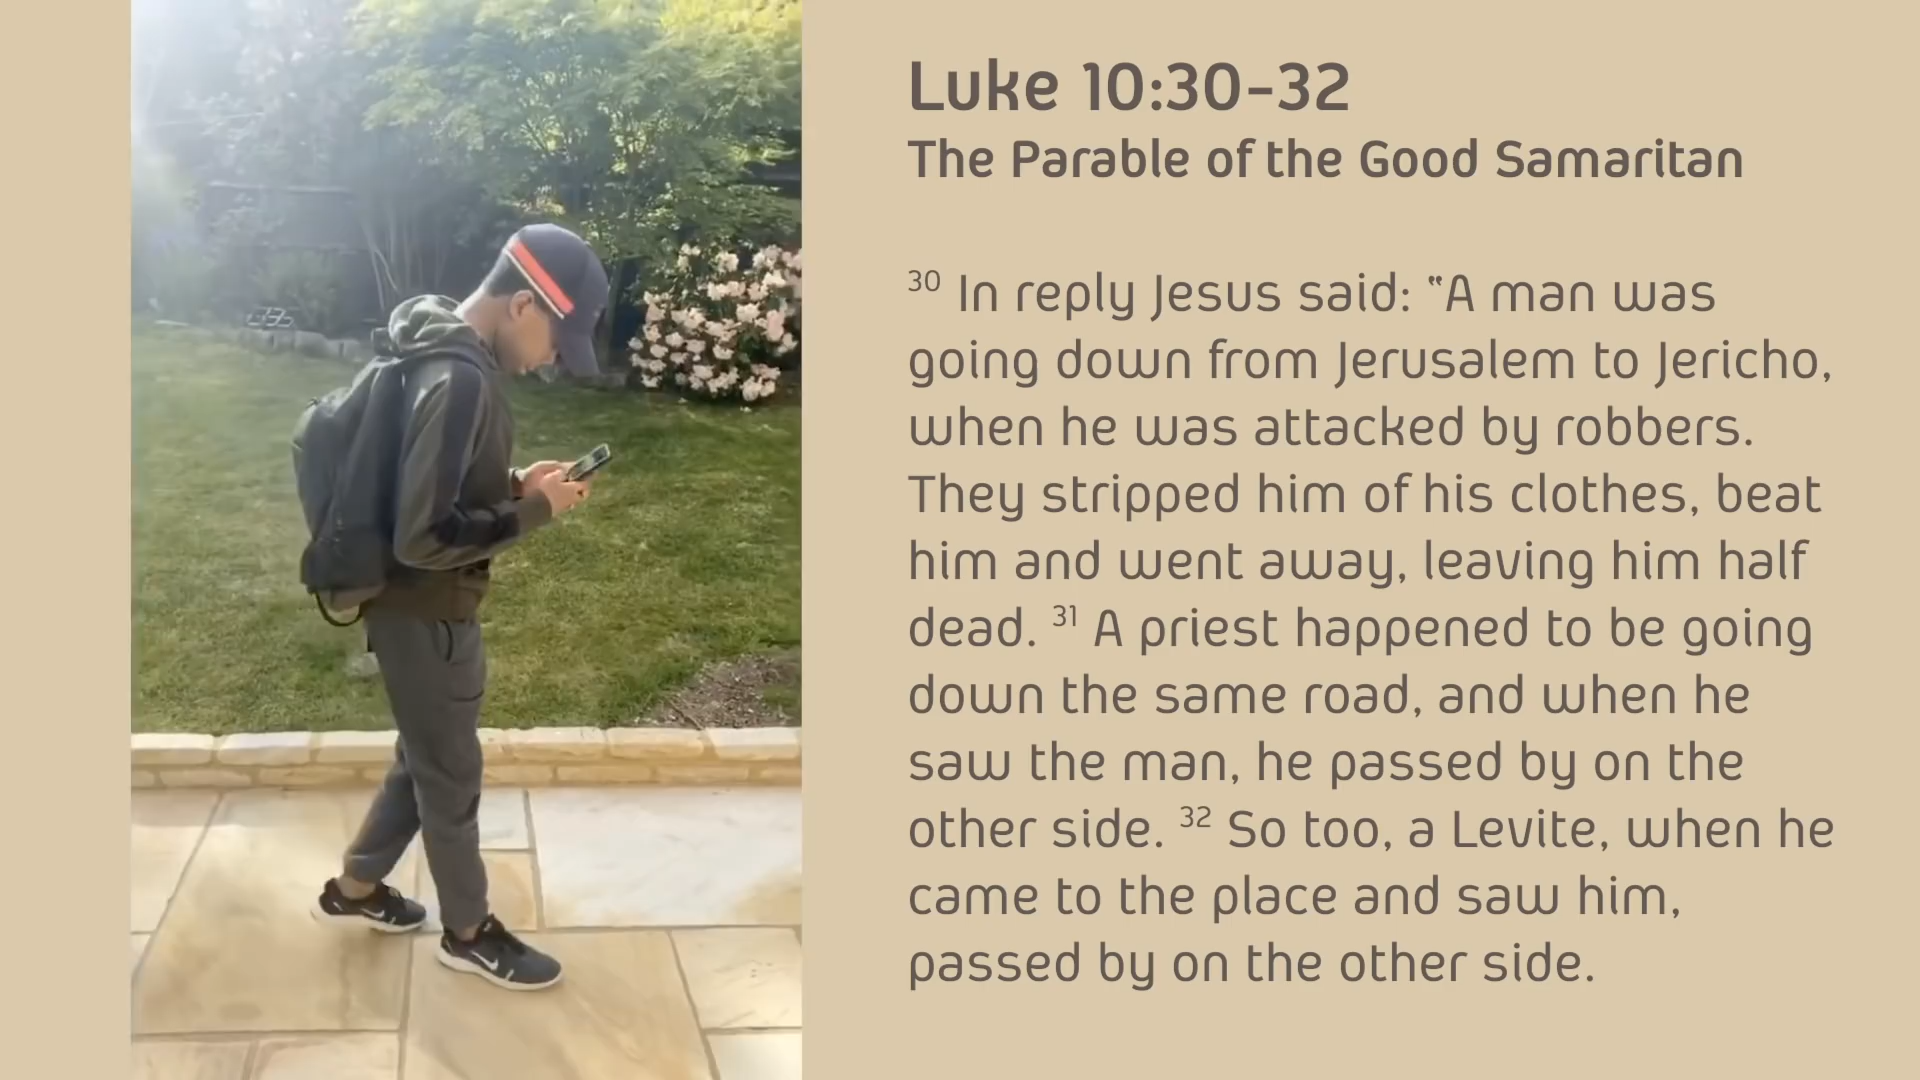 Luke 10:30-32
The Parable of the Good Samaritan
30 In reply Jesus said: “A man was
going down from Jerusalem to Jericho,
when he was attacked by robbers.
They stripped him of his clothes, beat
him and went away, leaving him half
dead. 31 A priest happened to be going
down the same road, and when he
saw the man, he passed by on the
other side. 32 So too, a Levite, when he
came to the place and saw him,
passed by on the other side.